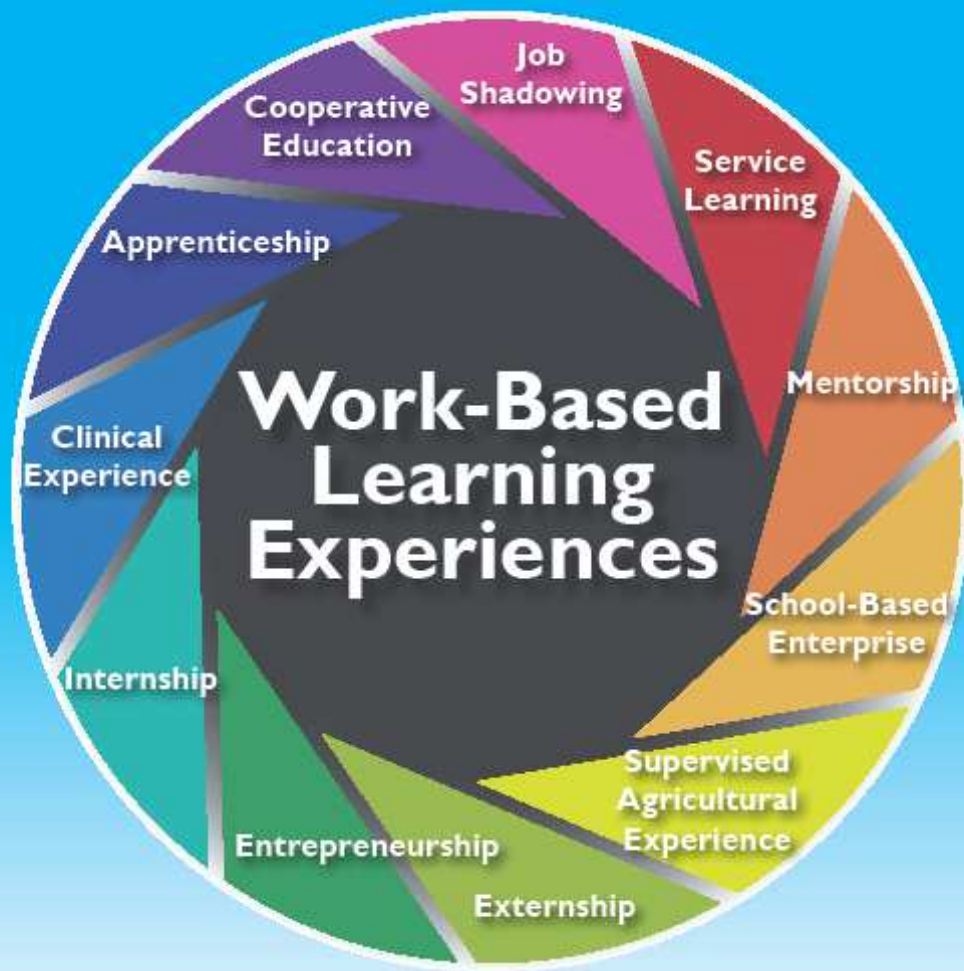 Job
Shadowing
Service
Learning
Mentorship
School-Based
Enterprise
Supervised
Agricultural
Experience
Externship
Entrepreneurship
Internship
Clinical
Experience
Apprenticeship
Cooperative
Education
Work-Based
Learning
Experiences